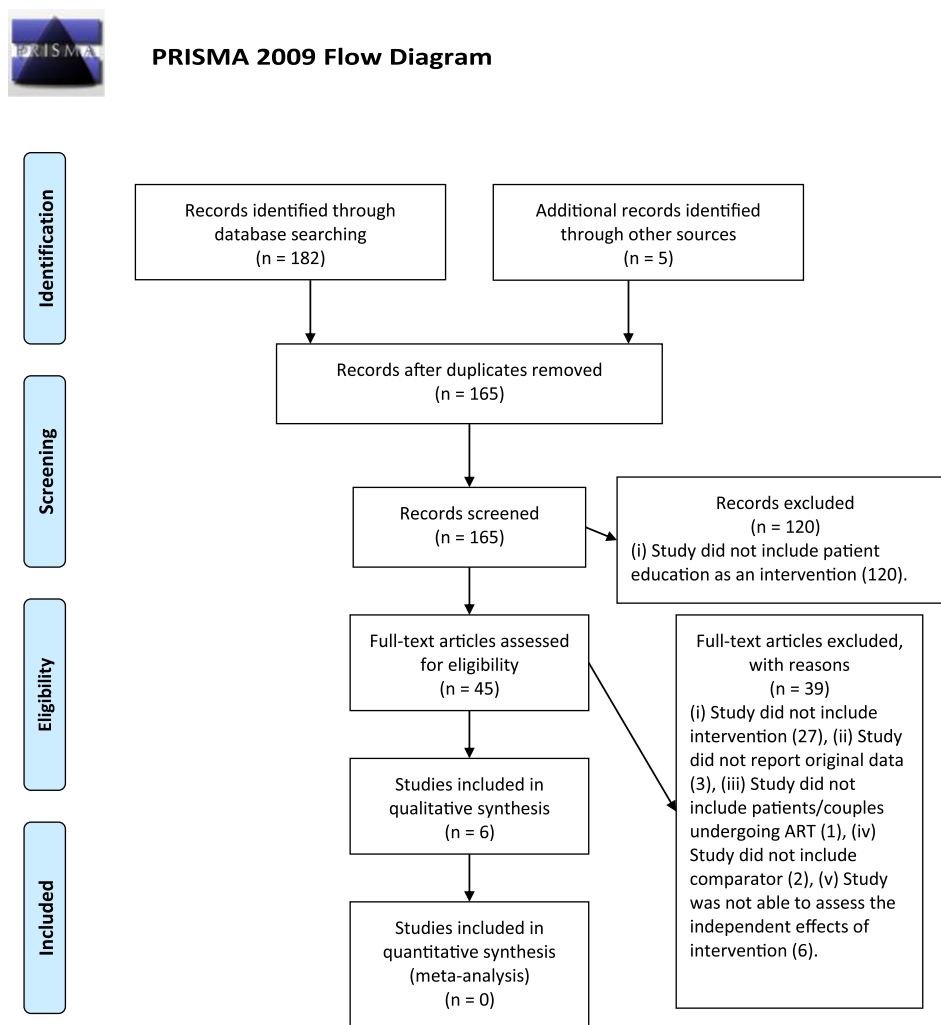 PRISMA
PRISMA 2009 Flow Diagram
Identification
Records identified through
database searching
(n = 182)
Additional records identified
through other sources
(n = 5)
Records after duplicates removed
(n = 165)
Screening
Records screened
(n = 165)
Records excluded
(n = 120)
(i) Study did not include patient
education as an intervention (120).
Eligibility
Full-text articles assessed
for eligibility
(n = 45)
Full-text articles excluded,
with reasons
(n = 39)
(i) Study did not include
intervention (27), (ii) Study
did not report original data
(3), (iii) Study did not
include patients/couples
undergoing ART (1), (iv)
Study did not include
comparator (2), (v) Study
was not able to assess the
independent effects of
intervention (6).
Studies included in
qualitative synthesis
(n = 6)
Included
Studies included in
quantitative synthesis
(meta-analysis)
(n = 0)